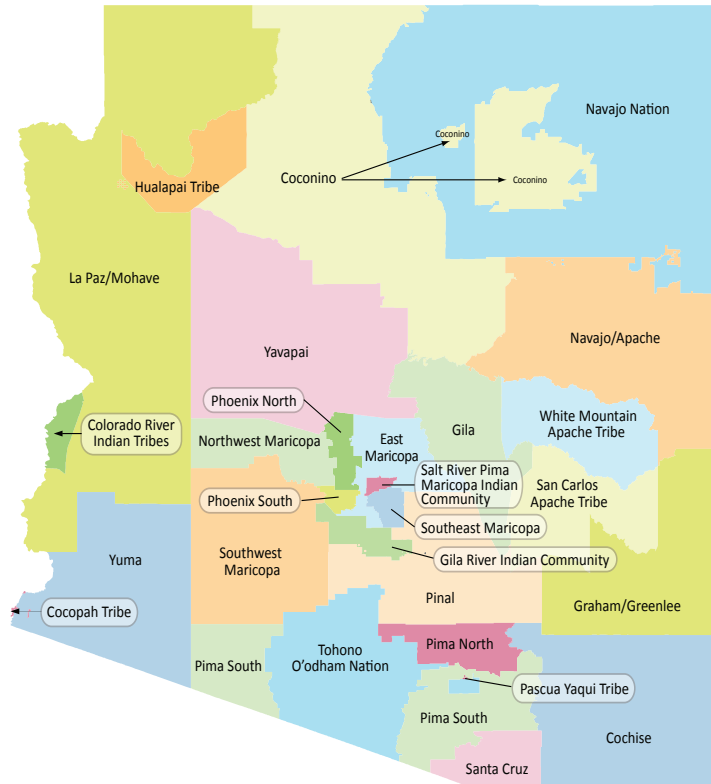 Coconino
Navajo Nation
Coconino
Coconino
Hualapai Tribe
La Paz/Mohave
Navajo/Apache
Yavapai
Phoenix North
White Mountain
Apache Tribe
Colorado River
Indian Tribes
Northwest Maricopa
East
Maricopa
Gila
Salt River Pima
Maricopa Indian
Community
San Carlos
Apache Tribe
Phoenix South
Southeast Maricopa
Yuma
Southwest
Maricopa
Gila River Indian Community
Pinal
Graham/Greenlee
Cocopah Tribe
Pima South
Tohono
O'odham Nation
Pima North
Pascua Yaqui Tribe
Pima South
Cochise
Santa Cruz